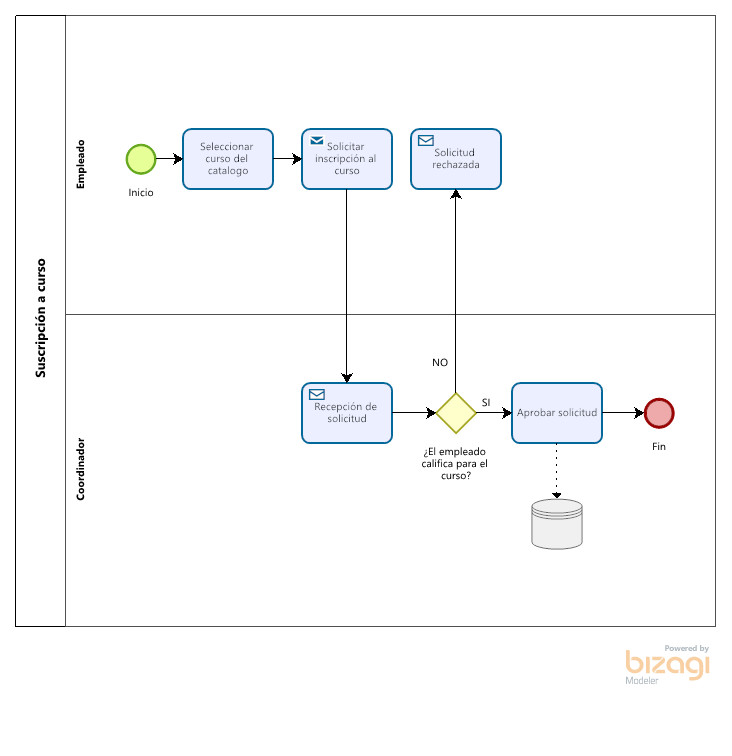 Suscripción a curso
Empleado
Inicio
Seleccionar
curso del
catalogo
Solicitar
inscripción al
curso
Solicitud
rechazada
Coordinador
Recepción de
solicitud
NO
¿El empleado
califica para el
curso?
SI
Aprobar solicitud
Fin
Powered by
bizagi
Modeler